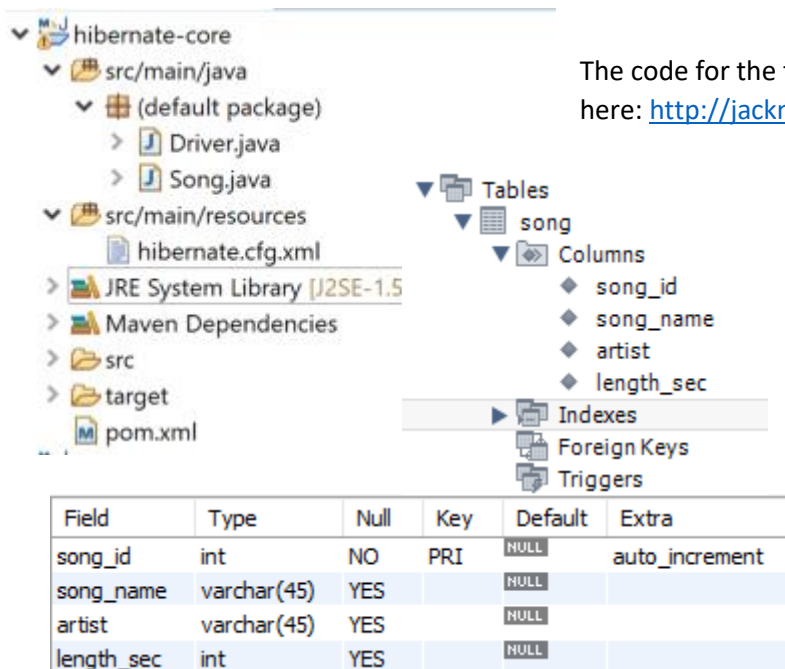 hibernate-core
src/main/java
(default package)
Driver.java
Song.java
src/main/resources
hibernate.cfg.xml
JRE System Library [J2SE-1.5
Maven Dependencies
src
target
pom.xml
The code for the
here: http://jack
Tables
song
Columns
song_id
song_name
artist
length_sec
Indexes
Foreign Keys
Triggers
Field Type Null Key Default Extra
song_id int NO PRI NULL auto_increment
song_name varchar(45) YES NULL
artist varchar(45) YES NULL
length_sec int YES NULL